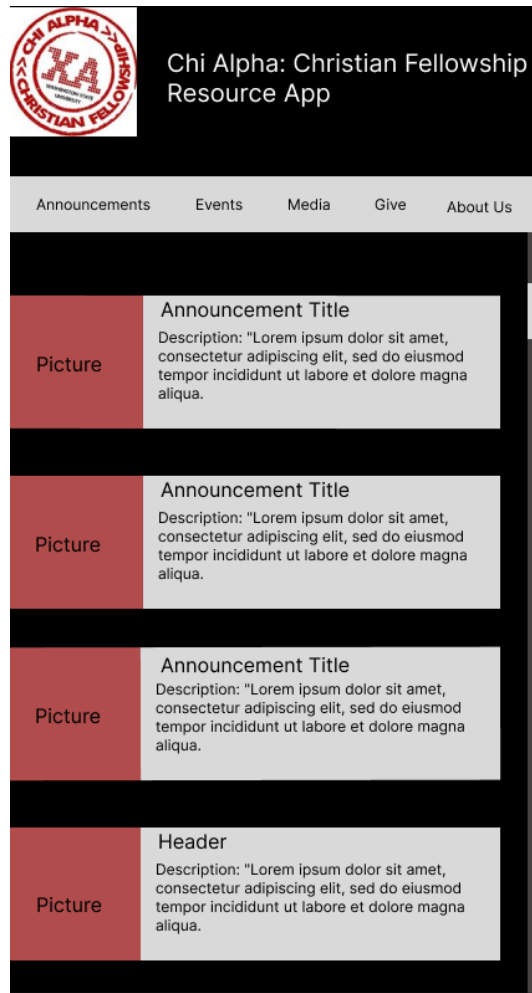 CHI ALPHA >>
CHRISTIAN FELLOWSHIP
XA
WASHINGTON STATE
UNIVERSITY
Chi Alpha: Christian Fellowship
Resource App
Announcements Events Media Give About Us
Announcement Title
Description: "Lorem ipsum dolor sit amet,
consectetur adipiscing elit, sed do eiusmod
tempor incididunt ut labore et dolore magna
aliqua.
Picture
Announcement Title
Description: "Lorem ipsum dolor sit amet,
consectetur adipiscing elit, sed do eiusmod
tempor incididunt ut labore et dolore magna
aliqua.
Picture
Announcement Title
Description: "Lorem ipsum dolor sit amet,
consectetur adipiscing elit, sed do eiusmod
tempor incididunt ut labore et dolore magna
aliqua.
Picture
Header
Description: "Lorem ipsum dolor sit amet,
consectetur adipiscing elit, sed do eiusmod
tempor incididunt ut labore et dolore magna
aliqua.
Picture